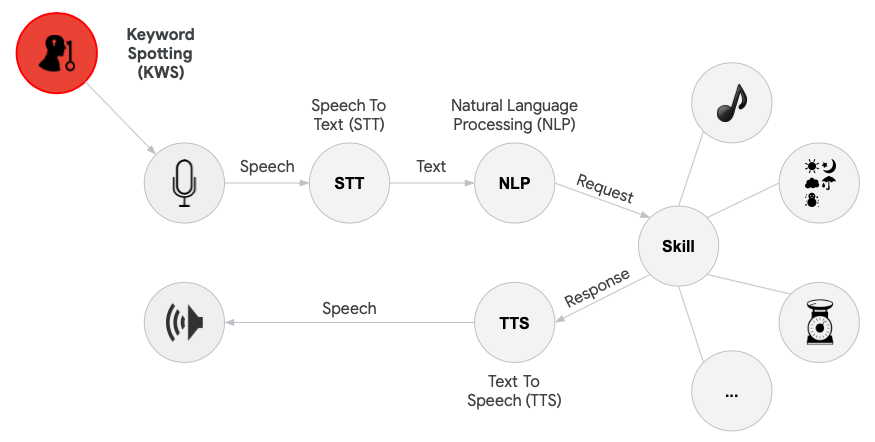 Keyword
Spotting
(KWS)
Speech To
Text (STT)
Natural Language
Processing (NLP)
Speech
STT
Text
NLP
Request
Skill
Response
Speech
TTS
Text To
Speech (TTS)
...